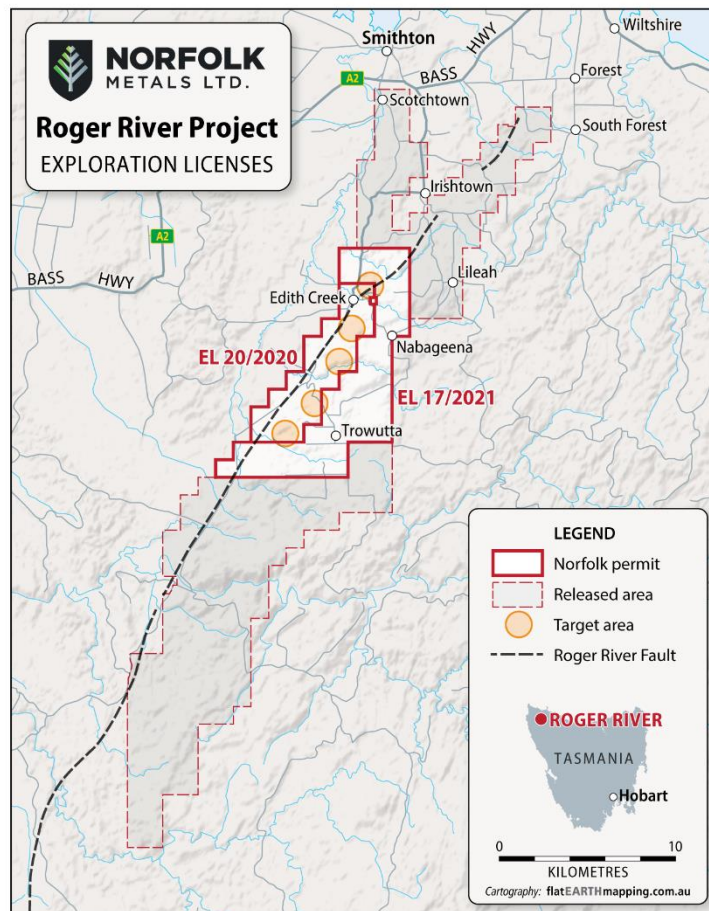 NORFOLK
METALS LTD.
Roger River Project
EXPLORATION LICENSES
Smithton
Wiltshire
HWY
BASS
A2
Scotchtown
Forest
South Forest
Irishtown
A2
BASS HWY
Lileah
Edith Creek
Nabageena
EL 20/2020
EL 17/2021
Trowutta
LEGEND
Norfolk permit
Released area
Target area
Roger River Fault
ROGER RIVER
TASMANIA
Hobart
0 10
KILOMETRES
Cartography: flatEARTHmapping.com.au